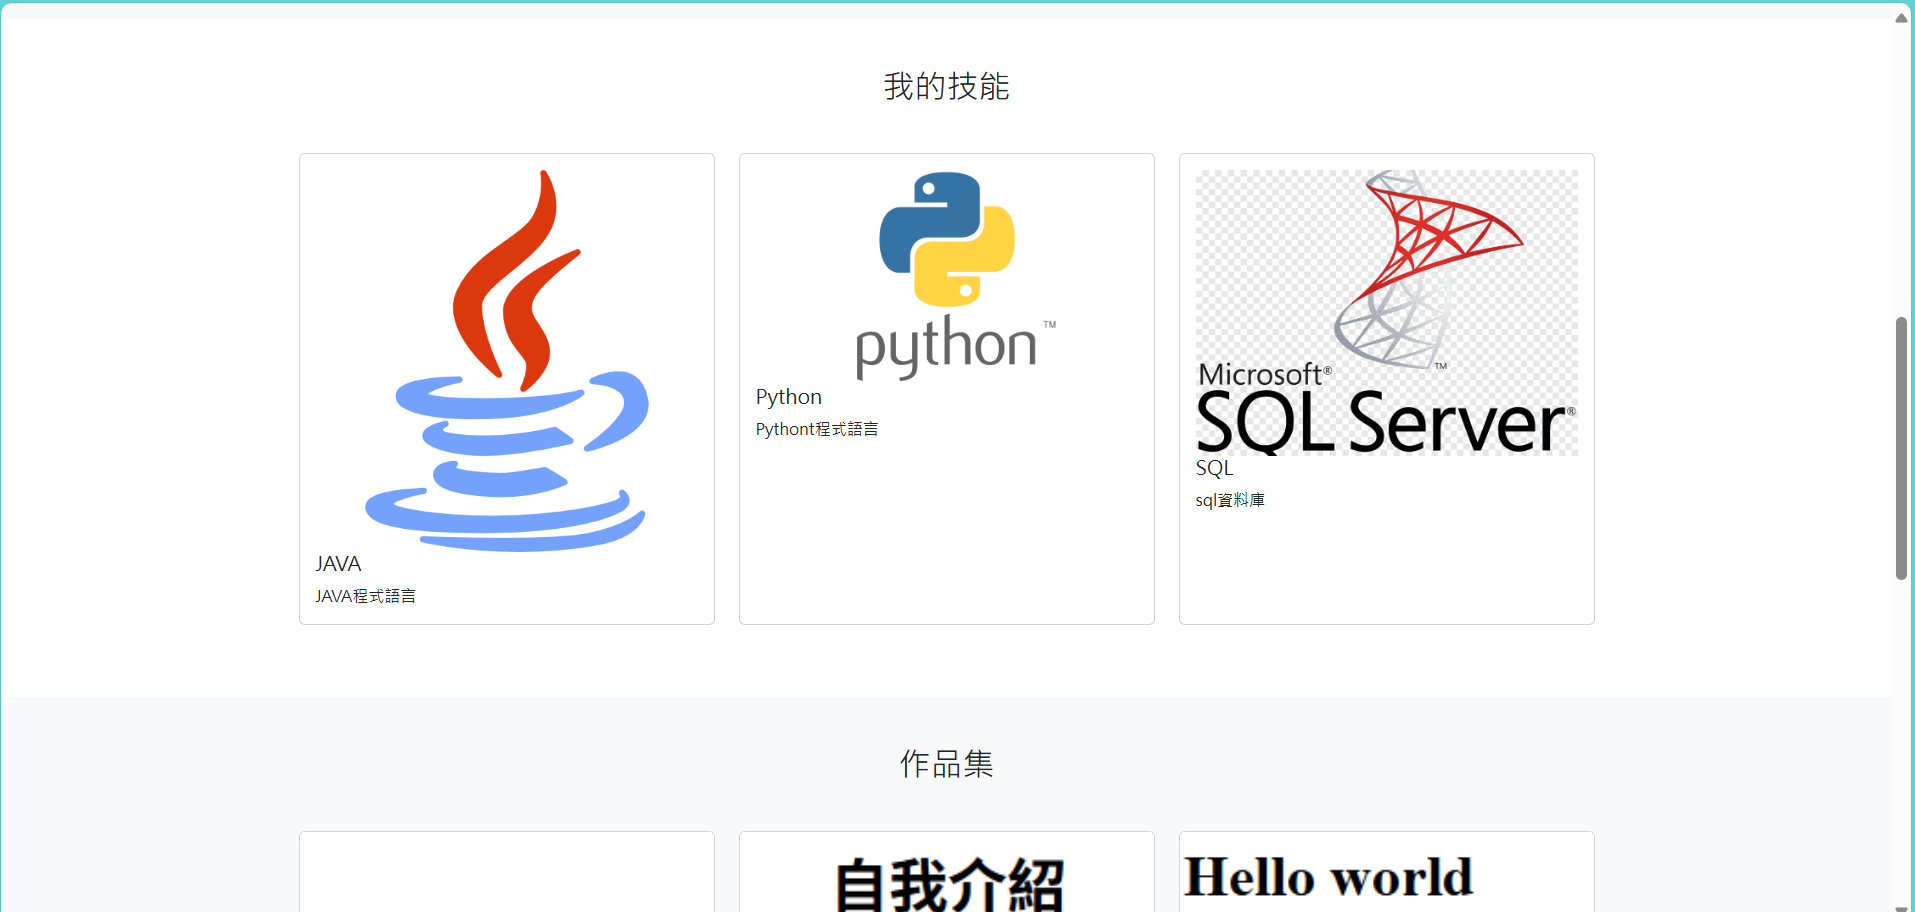 我的技能
python™
Microsoft®
™
SQL Server®
Python
Pythont程式語言
SQL
sql資料庫
JAVA
JAVA程式語言
作品集
自我介紹
Hello world